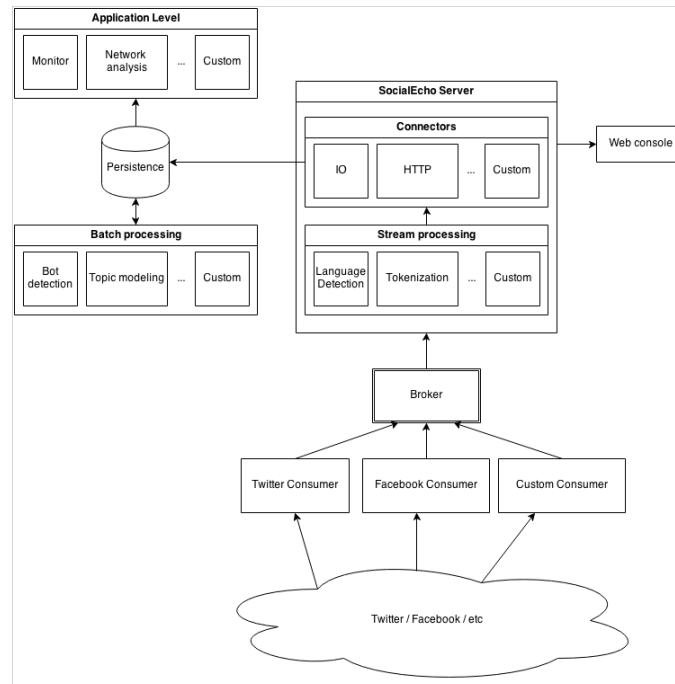 Application Level
Monitor
Network
analysis
...
Custom
SocialEcho Server
Connectors
IO
HTTP
...
Custom
Web console
Persistence
Batch processing
Bot
detection
Topic modeling
...
Custom
Stream processing
Language
Detection
Tokenization
...
Custom
Broker
Twitter Consumer
Facebook Consumer
Custom Consumer
Twitter / Facebook / etc